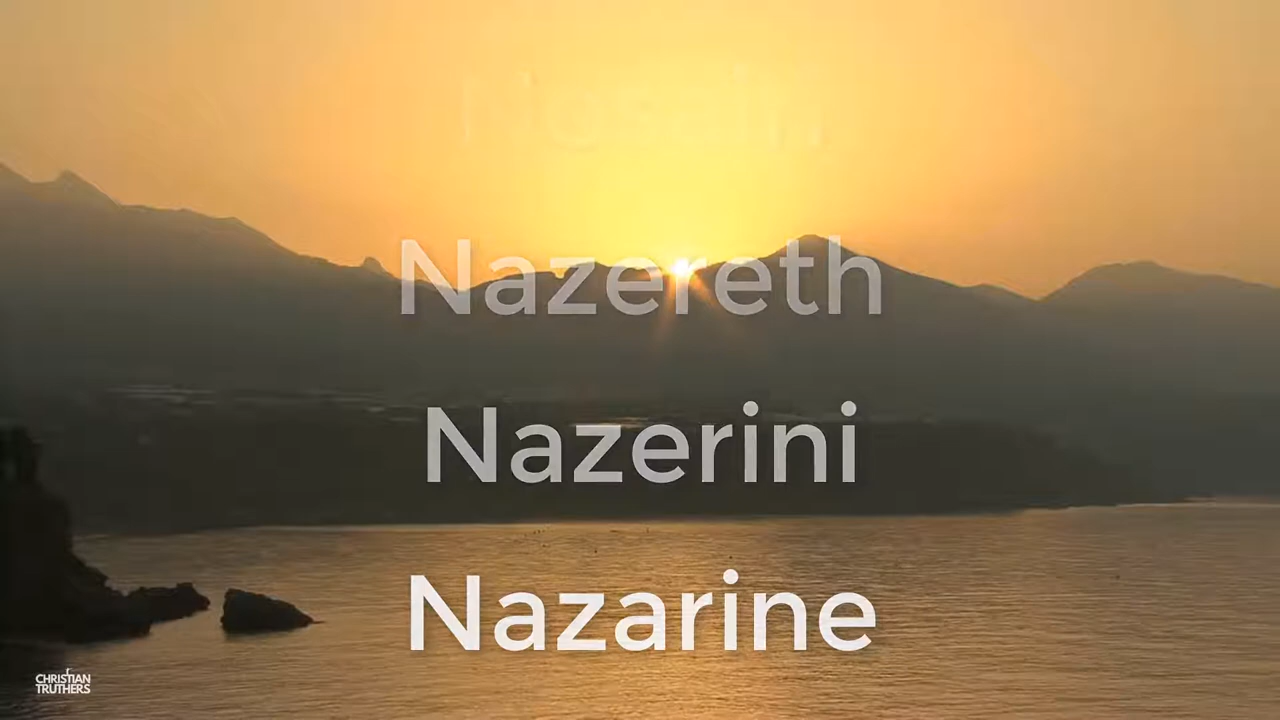 Nazereth
Nazerini
Nazarine
CHRISTIAN
TRUTHERS